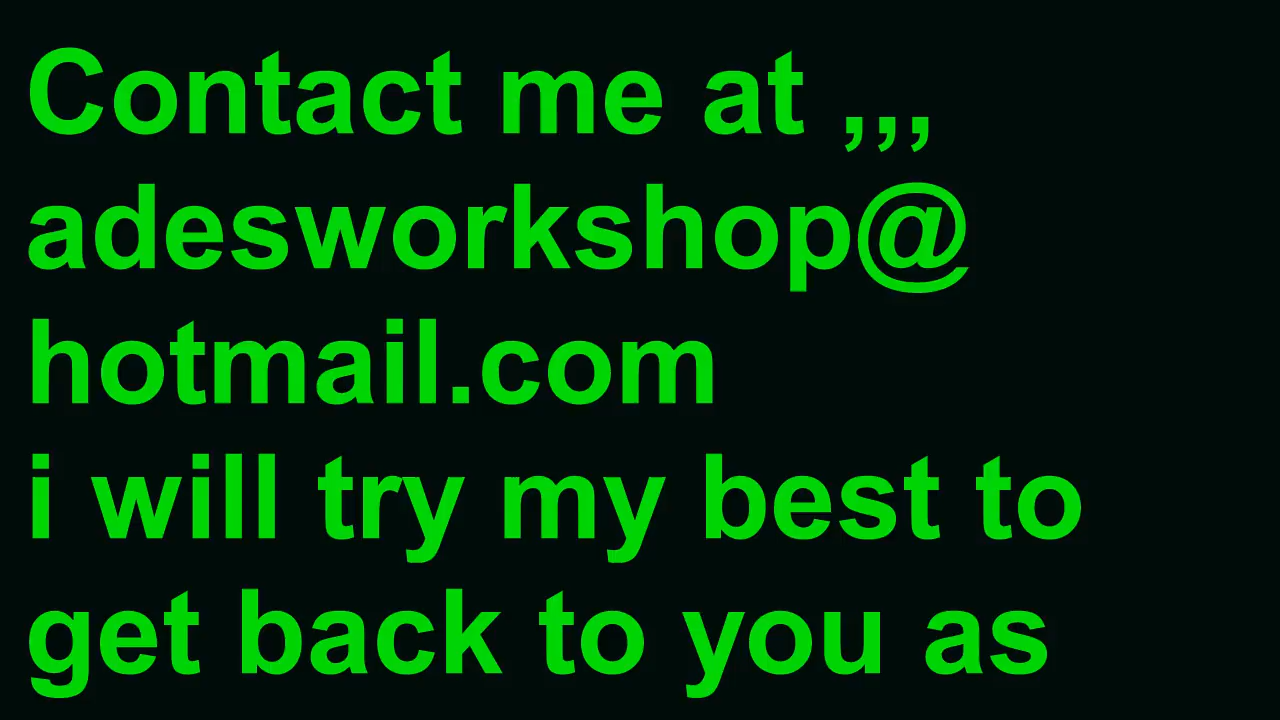 Contact me at ,,,
adesworkshop@
hotmail.com
i will try my best to
get back to you as